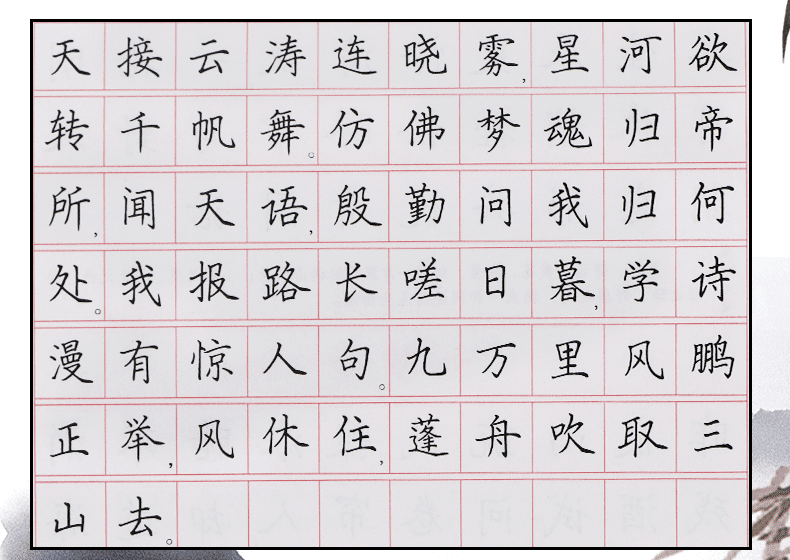 天接云涛连晓雾,星河欲
转千帆舞。仿佛梦魂归帝
所,闻天语,殷勤问我归何
处。我报路长嗟日暮,学诗
漫有惊人句。九万里风鹏
正举,风休住,蓬舟吹取三
山去。